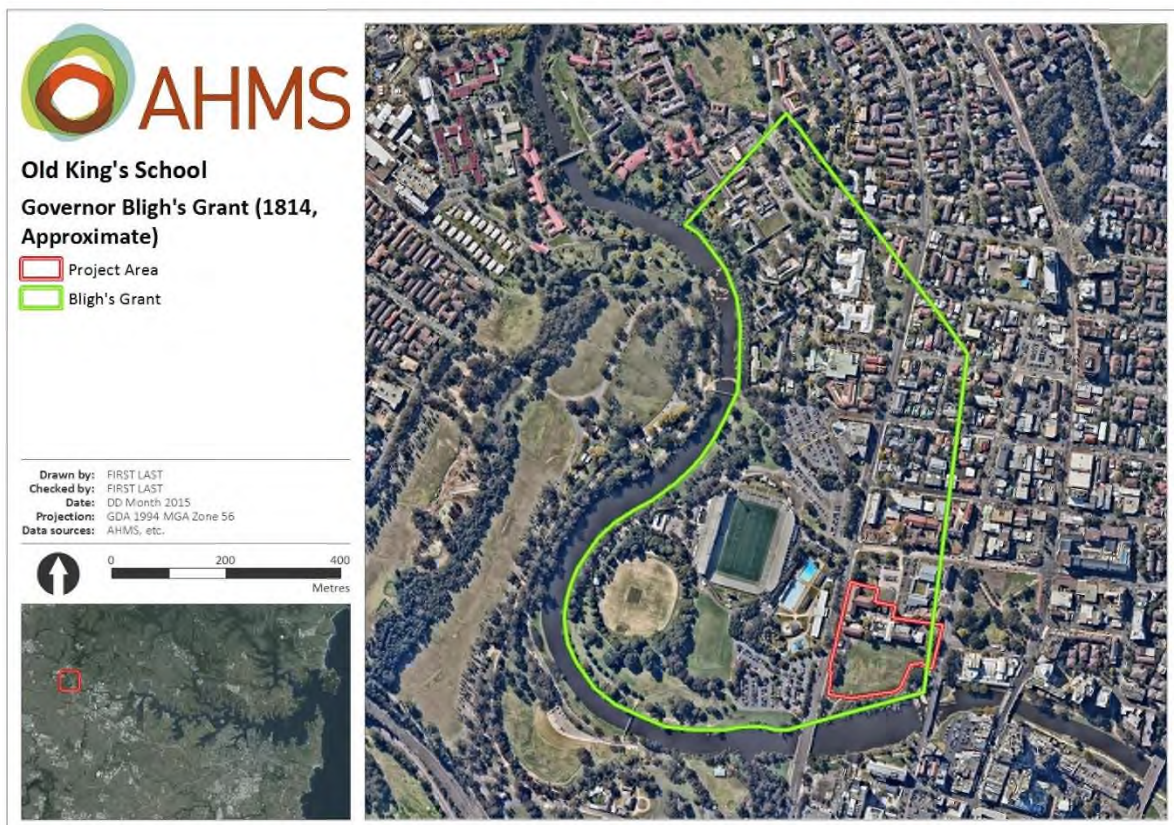 AHMS
Old King's School
Governor Bligh's Grant (1814,
Approximate)
Project Area
Bligh's Grant
Drawn by: FIRST LAST
Checked by: FIRST LAST
Date: DD Month 2015
Projection: GDA 1994 MGA Zone 56
Data sources: AHMS, etc.
0 200 400
Metres